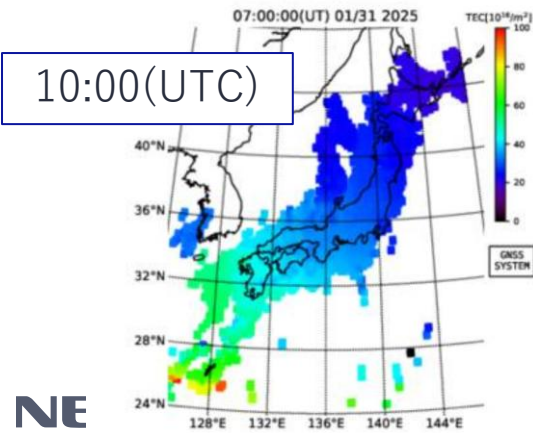 07:00:00(UT) 01/31 2025
TEC[10¹⁶/m²]
10:00(UTC)
100
80
60
40
20
0
40°N
36°N
32°N
28°N
24°N
GNSS
SYSTEM
128°E 132°E 136°E 140°E 144°E
NE